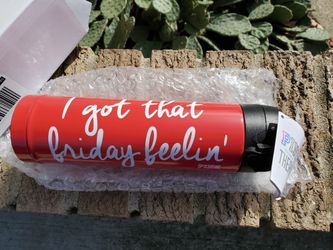 I got that
friday feelin'